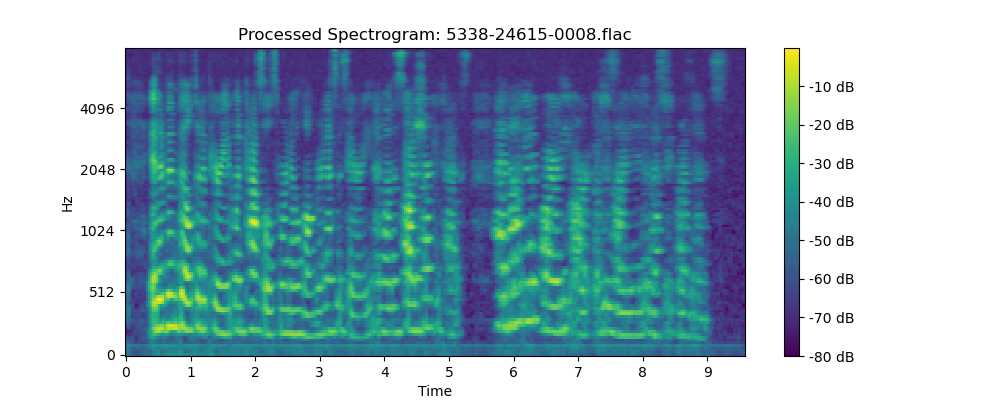 Processed Spectrogram: 5338-24615-0008.flac
Hz
4096
2048
1024
512
0
0 1 2 3 4 5 6 7 8 9
Time
-10 dB
-20 dB
-30 dB
-40 dB
-50 dB
-60 dB
-70 dB
-80 dB